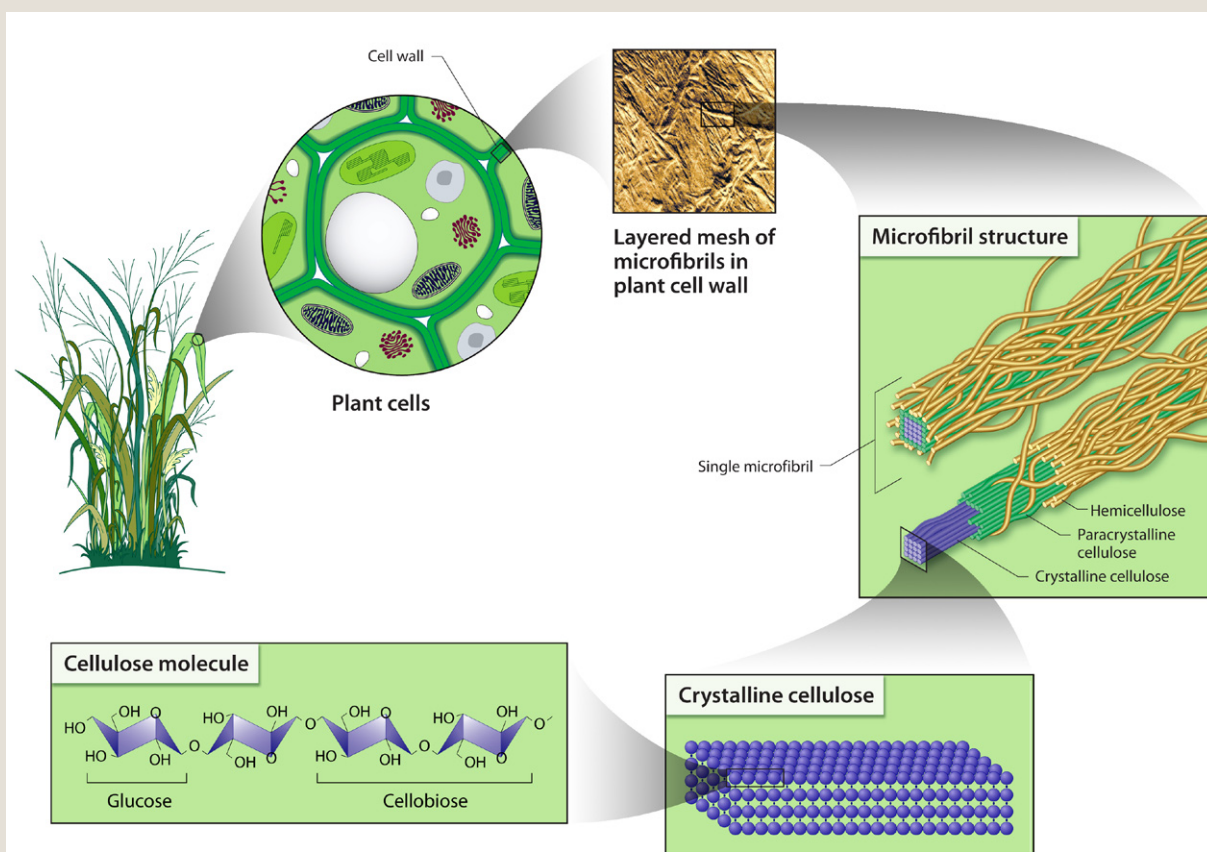 Cell wall
Plant cells
Layered mesh of
microfibrils in
plant cell wall
Microfibril structure
Single microfibril
Hemicellulose
Paracrystalline
cellulose
Crystalline cellulose
Cellulose molecule
HO OH O OH O OH HO O OH O
HO HO OH O OH O HO HO OH O OH O
Glucose
Cellobiose
Crystalline cellulose